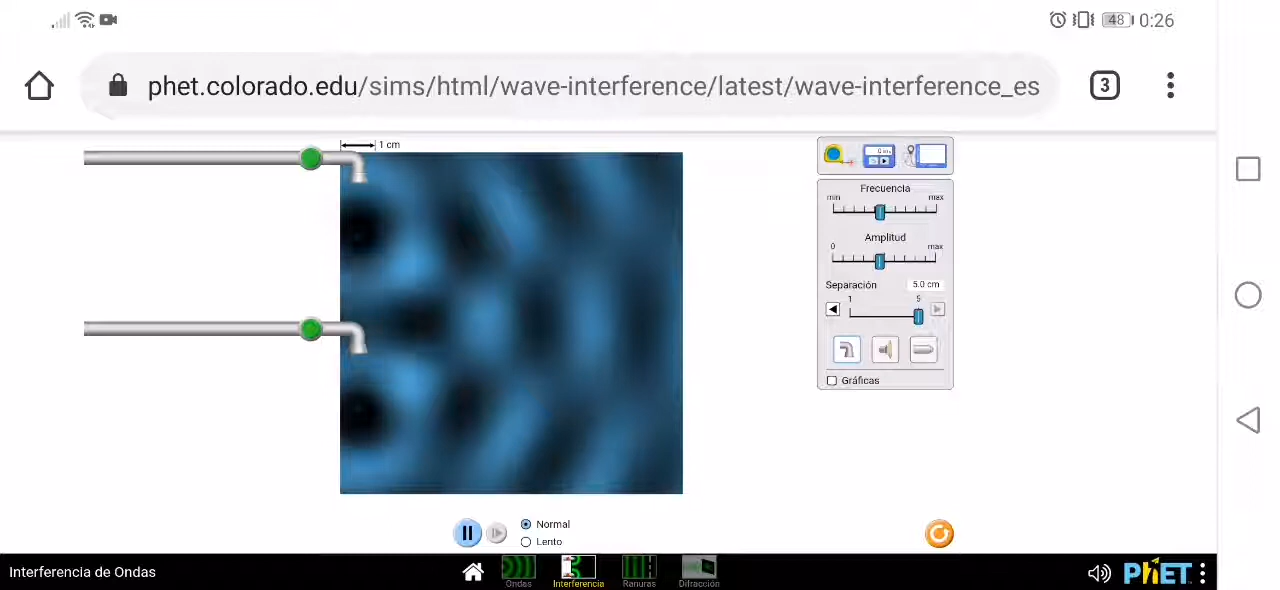 48 0:26
phet.colorado.edu/sims/html/wave-interference/latest/wave-interference_es
3
1 cm
Frecuencia
min max
Amplitud
0 max
Separación 5.0 cm
1 5
Gráficas
Normal
Lento
Interferencia de Ondas
Ondas Interferencia Ranuras Difracción
PhET